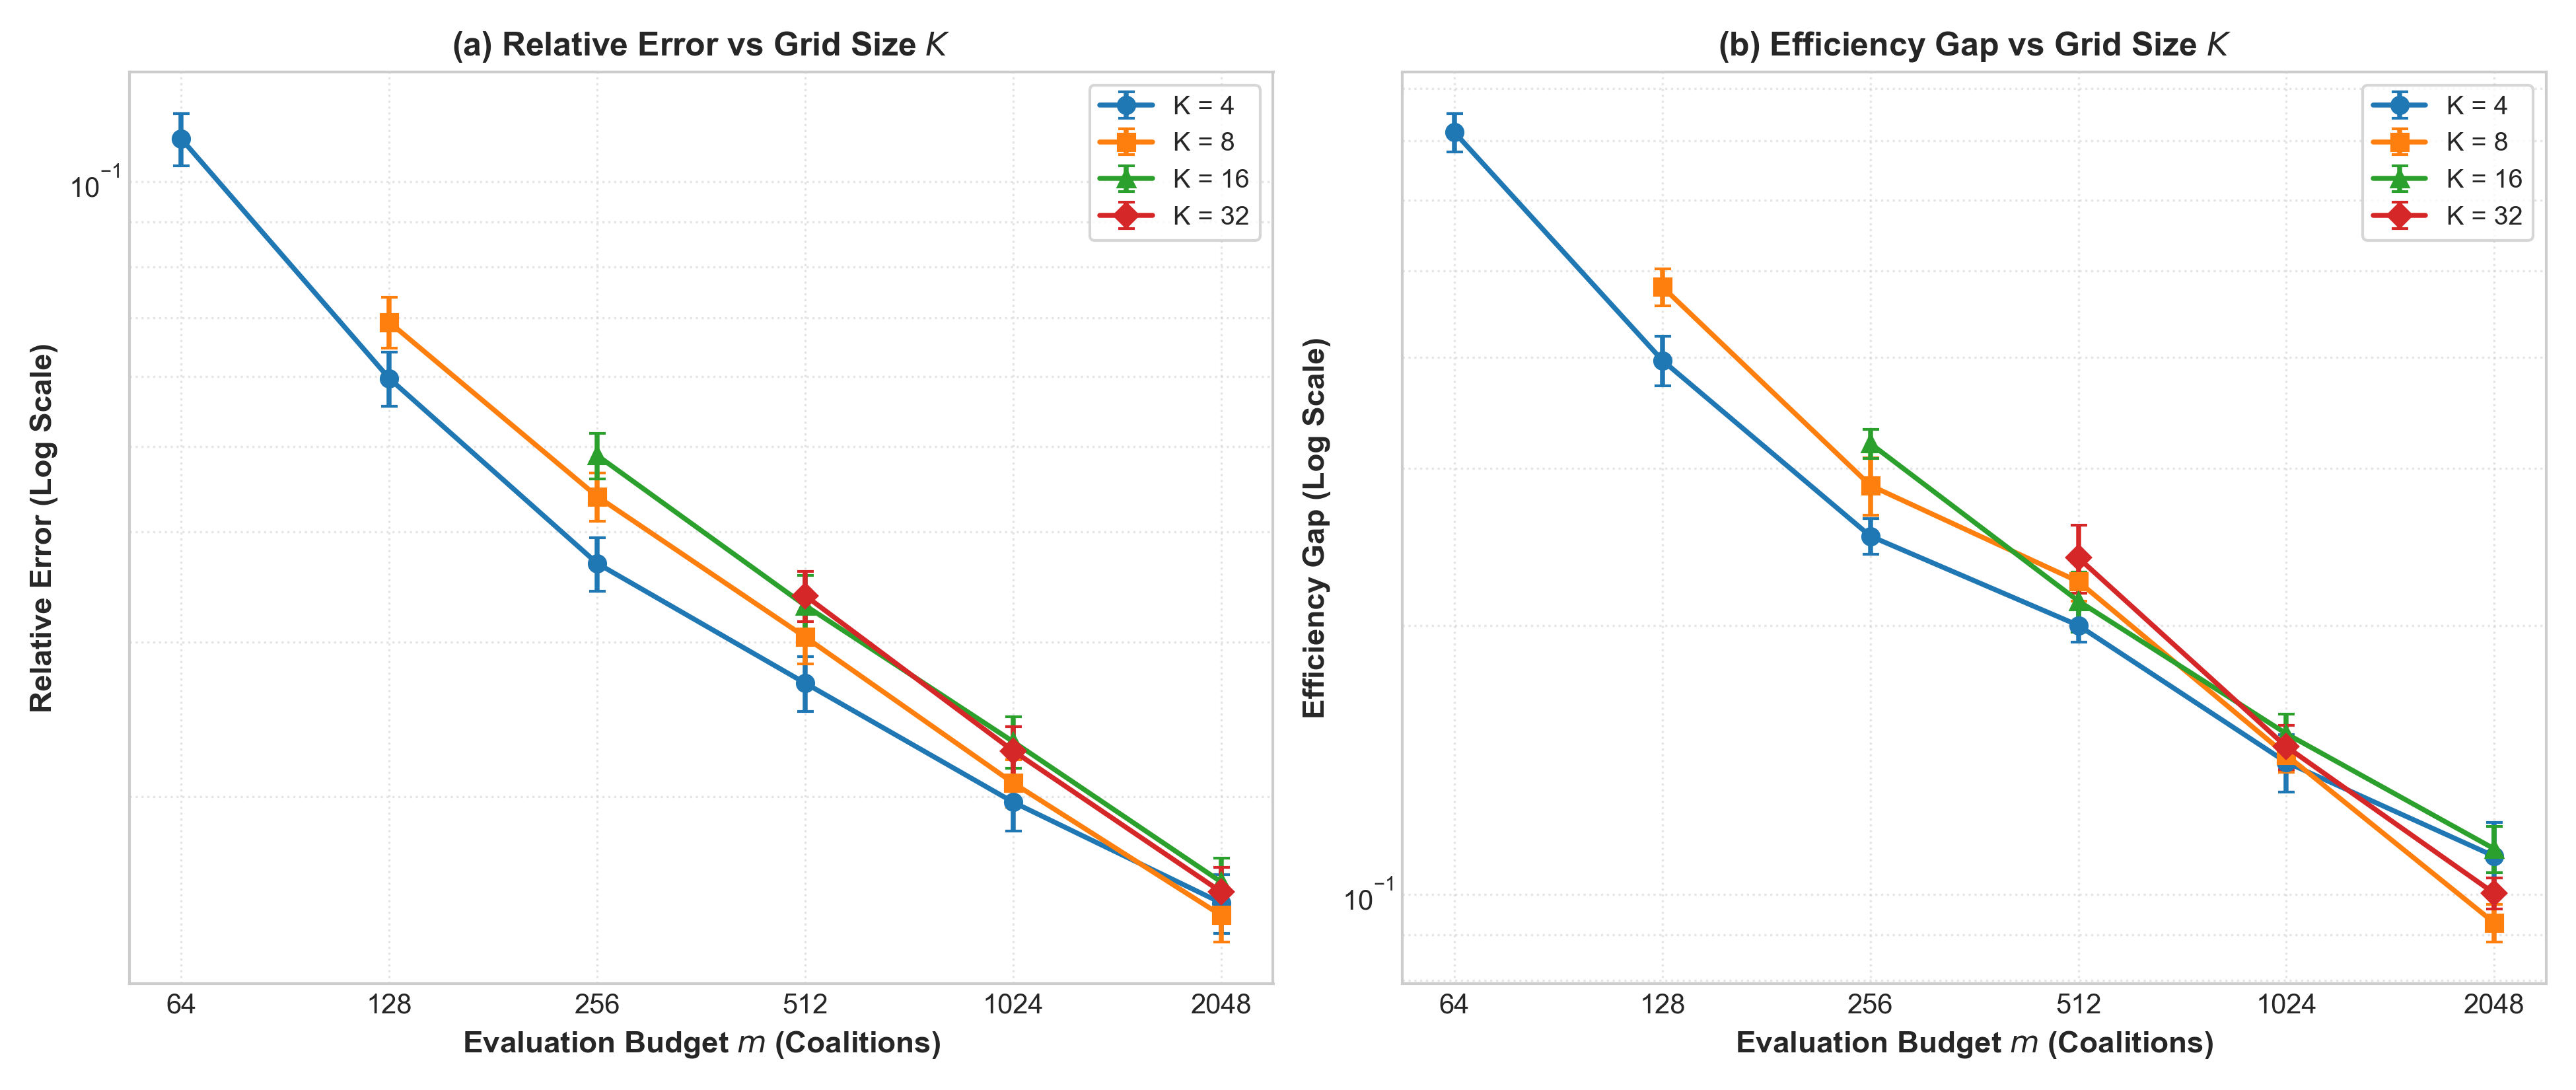 (a) Relative Error vs Grid Size K
K = 4
K = 8
K = 16
K = 32
10⁻¹
Relative Error (Log Scale)
64 128 256 512 1024 2048
Evaluation Budget m (Coalitions)
(b) Efficiency Gap vs Grid Size K
K = 4
K = 8
K = 16
K = 32
Efficiency Gap (Log Scale)
10⁻¹
64 128 256 512 1024 2048
Evaluation Budget m (Coalitions)